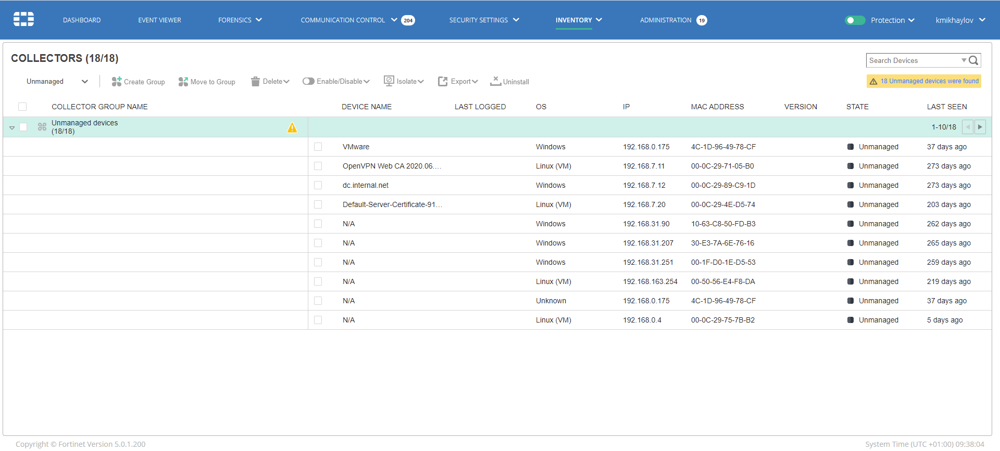 DASHBOARD EVENT VIEWER FORENSICS COMMUNICATION CONTROL 204 SECURITY SETTINGS INVENTORY ADMINISTRATION 19 Protection kmikhaylov
COLLECTORS (18/18)
Search Devices
Unmanaged Create Group Move to Group Delete Enable/Disable Isolate Export Uninstall
18 Unmanaged devices were found
COLLECTOR GROUP NAME DEVICE NAME LAST LOGGED OS IP MAC ADDRESS VERSION STATE LAST SEEN
Unmanaged devices
(18/18)
1-10/18
VMware Windows 192.168.0.175 4C-1D-96-49-78-CF Unmanaged 37 days ago
OpenVPN Web CA 2020.06.... Linux (VM) 192.168.7.11 00-0C-29-71-05-B0 Unmanaged 273 days ago
dc.internal.net Windows 192.168.7.12 00-0C-29-89-C9-1D Unmanaged 273 days ago
Default-Server-Certificate-91... Linux (VM) 192.168.7.20 00-0C-29-4E-D5-74 Unmanaged 203 days ago
N/A Windows 192.168.31.90 10-63-C8-50-FD-B3 Unmanaged 262 days ago
N/A Windows 192.168.31.207 30-E3-7A-6E-76-16 Unmanaged 265 days ago
N/A Windows 192.168.31.251 00-1F-D0-1E-D5-53 Unmanaged 259 days ago
N/A Linux (VM) 192.168.163.254 00-50-56-E4-F8-DA Unmanaged 219 days ago
N/A Unknown 192.168.0.175 4C-1D-96-49-78-CF Unmanaged 37 days ago
N/A Linux (VM) 192.168.0.4 00-0C-29-75-7B-B2 Unmanaged 5 days ago
Copyright © Fortinet Version 5.0.1.200 System Time (UTC +01:00) 09:38:04